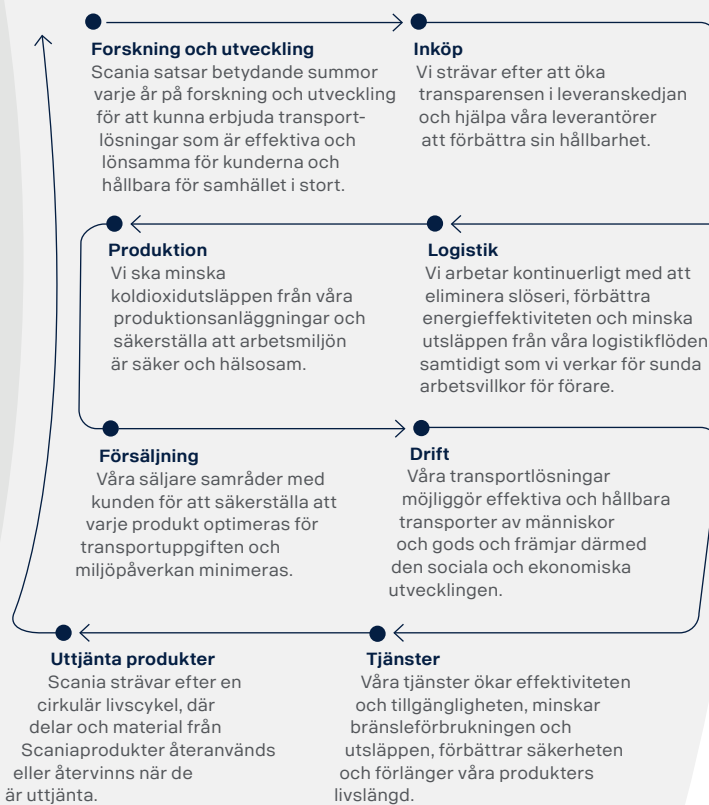 Forskning och utveckling
Scania satsar betydande summor
varje år på forskning och utveckling
för att kunna erbjuda transport-
lösningar som är effektiva och
lönsamma för kunderna och
hållbara för samhället i stort.
Inköp
Vi strävar efter att öka
transparensen i leveranskedjan
och hjälpa våra leverantörer
att förbättra sin hållbarhet.
Logistik
Vi arbetar kontinuerligt med att
eliminera slöseri, förbättra
energieffektiviteten och minska
utsläppen från våra logistikflöden
samtidigt som vi verkar för sunda
arbetsvillkor för förare.
Produktion
Vi ska minska
koldioxidutsläppen från våra
produktionsanläggningar och
säkerställa att arbetsmiljön
är säker och hälsosam.
Försäljning
Våra säljare samråder med
kunden för att säkerställa att
varje produkt optimeras för
transportuppgiften och
miljöpåverkan minimeras.
Drift
Våra transportlösningar
möjliggör effektiva och hållbara
transporter av människor
och gods och främjar därmed
den sociala och ekonomiska
utvecklingen.
Tjänster
Våra tjänster ökar effektiviteten
och tillgängligheten, minskar
bränsleförbrukningen och
utsläppen, förbättrar säkerheten
och förlänger våra produkters
livslängd.
Uttjänta produkter
Scania strävar efter en
cirkulär livscykel, där
delar och material från
Scaniaprodukter återanvänds
eller återvinns när de
är uttjänta.